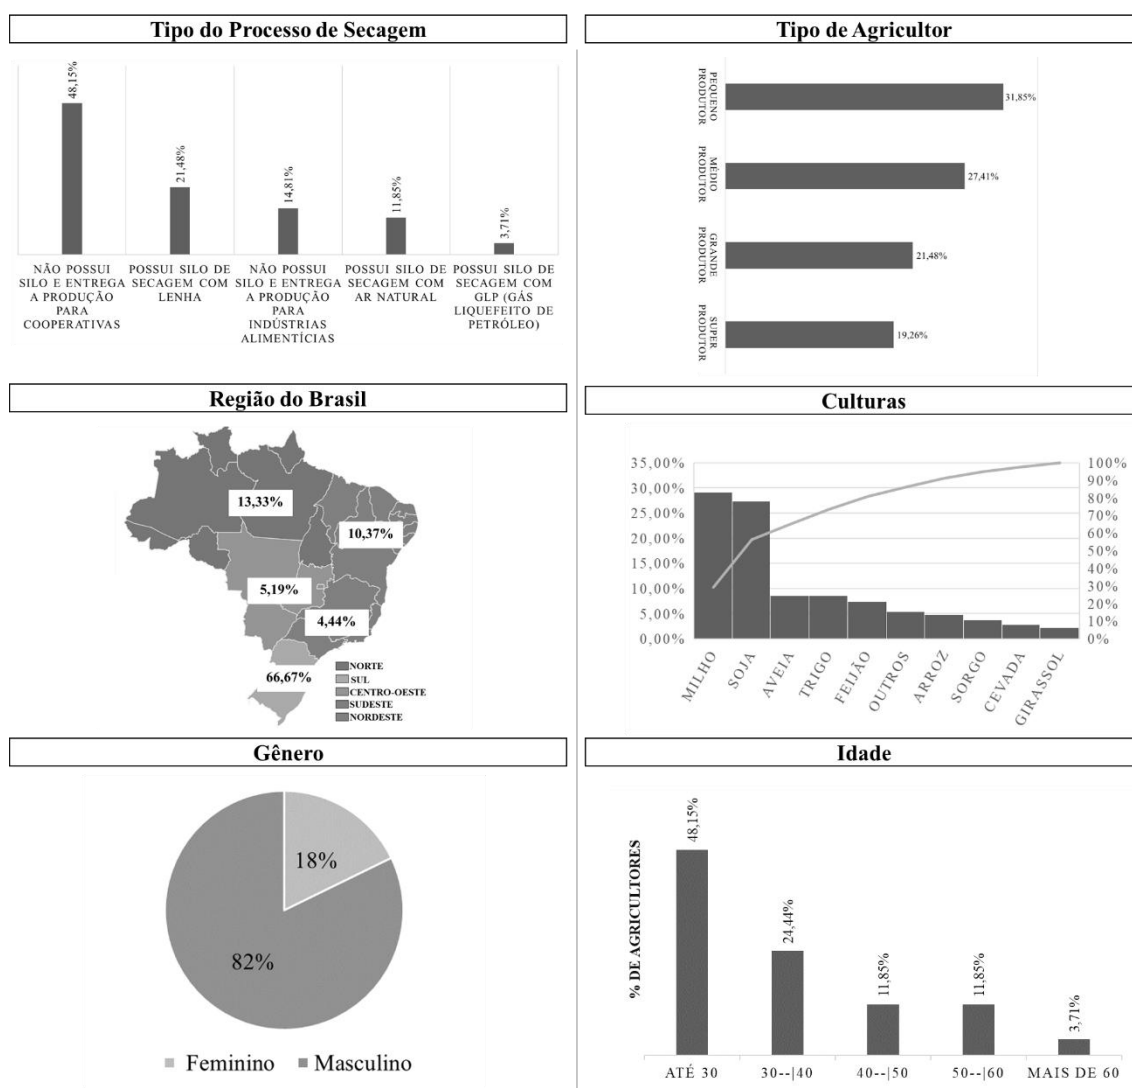 Tipo do Processo de Secagem
48,15%
21,48%
14,81%
11,85%
3,71%
NÃO POSSUI
SILO E ENTREGA
A PRODUÇÃO
PARA
COOPERATIVAS
POSSUI SILO DE
SECAGEM COM
LENHA
NÃO POSSUI
SILO E ENTREGA
A PRODUÇÃO
PARA
INDÚSTRIAS
ALIMENTÍCIAS
POSSUI SILO DE
SECAGEM COM
AR NATURAL
POSSUI SILO DE
SECAGEM COM
GLP (GÁS
LIQUEFEITO DE
PETRÓLEO)
Tipo de Agricultor
PEQUENO
PRODUTOR
31,85%
MÉDIO
PRODUTOR
27,41%
GRANDE
PRODUTOR
21,48%
SUPER
PRODUTOR
19,26%
Região do Brasil
13,33%
10,37%
5,19%
4,44%
66,67%
NORTE
SUL
CENTRO-OESTE
SUDESTE
NORDESTE
Culturas
35,00%
30,00%
25,00%
20,00%
15,00%
10,00%
5,00%
0,00%
100%
90%
80%
70%
60%
50%
40%
30%
20%
10%
0%
MILHO
SOJA
AVEIA
TRIGO
FEIJÃO
OUTROS
ARROZ
SORGO
CEVADA
GIRASSOL
Gênero
18%
82%
Feminino
Masculino
Idade
% DE AGRICULTORES
48,15%
24,44%
11,85%
11,85%
3,71%
ATÉ 30
30--|40
40--|50
50--|60
MAIS DE 60